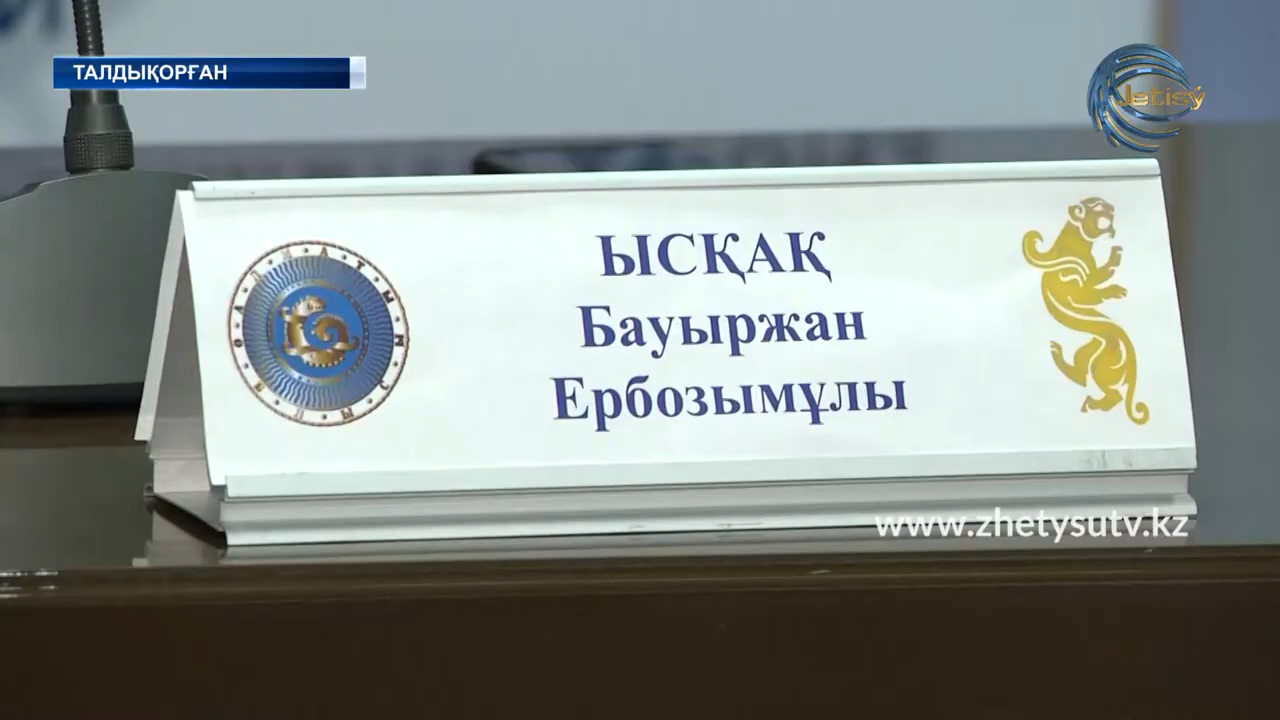 ТАЛДЫҚОРҒАН
Jetisý
ЫСҚАҚ
Бауыржан
Ербозымұлы
www.zhetysutv.kz